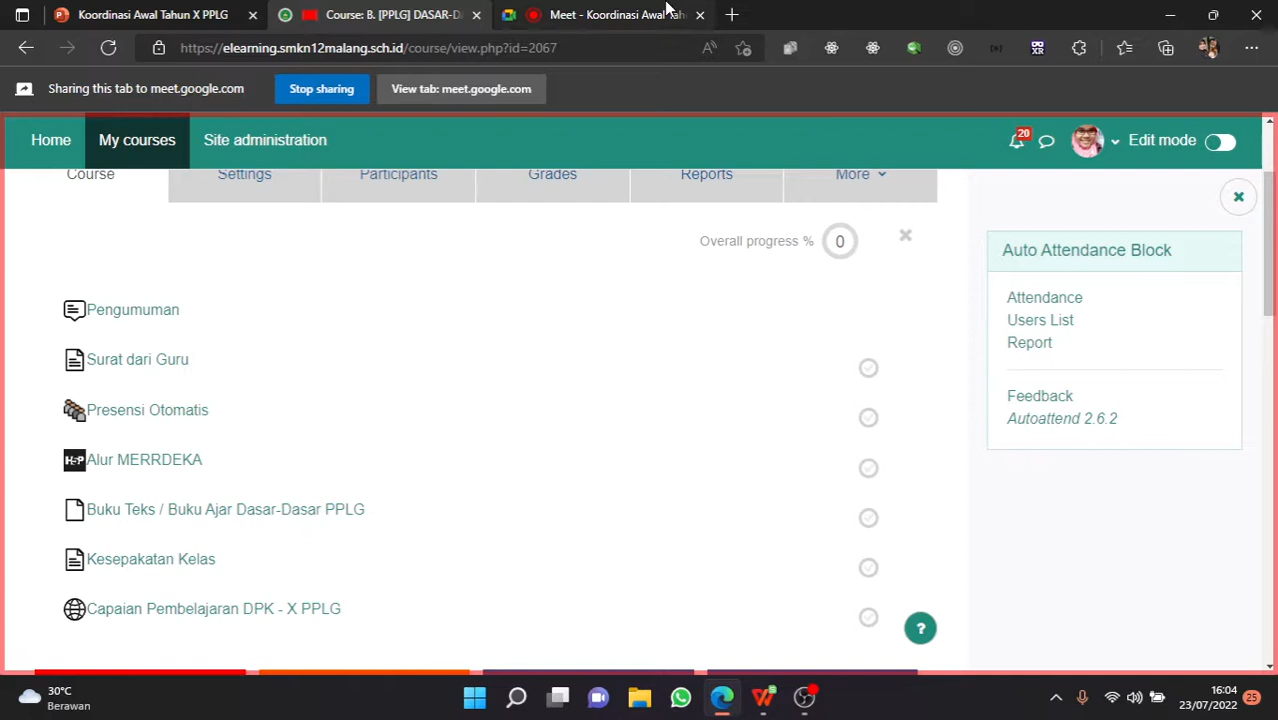 Koordinasi Awal Tahun X PPLG
Course: B. [PPLG] DASAR-DA
Meet - Koordinasi Awal Tah
https://elearning.smkn12malang.sch.id/course/view.php?id=2067
Sharing this tab to meet.google.com
Stop sharing
View tab: meet.google.com
Home
My courses
Site administration
20
Edit mode
Course
Settings
Participants
Grades
Reports
More
Overall progress %
0
Auto Attendance Block
Attendance
Users List
Report
Feedback
Autoattend 2.6.2
Pengumuman
Surat dari Guru
Presensi Otomatis
H5P
Alur MERRDEKA
Buku Teks / Buku Ajar Dasar-Dasar PPLG
Kesepakatan Kelas
Capaian Pembelajaran DPK - X PPLG
?
30°C
Berawan
16:04
23/07/2022
25